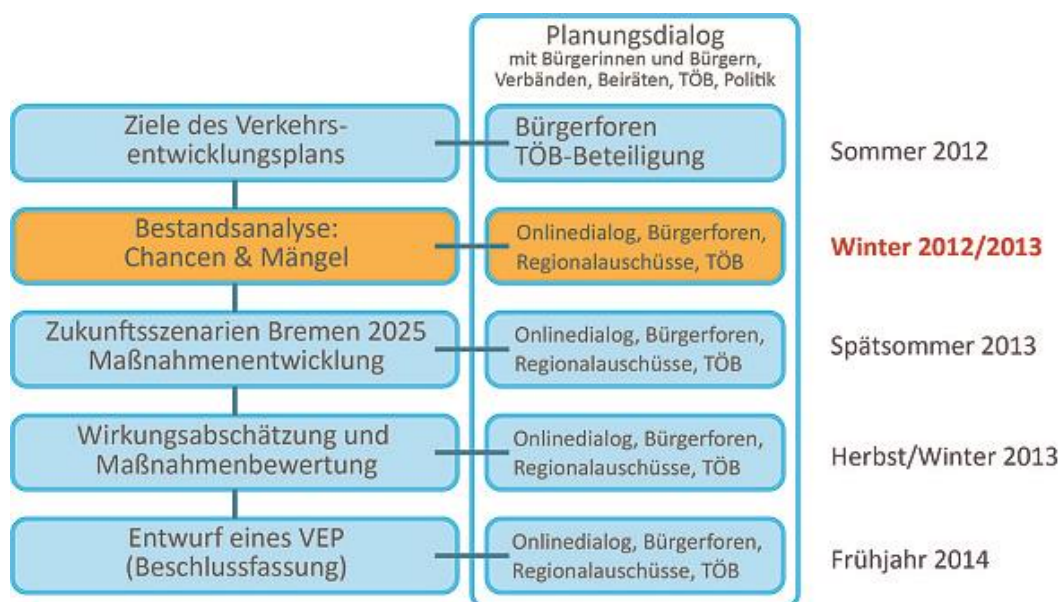 Planungsdialog
mit Bürgerinnen und Bürgern,
Verbänden, Beiräten, TÖB, Politik
Ziele des Verkehrs-
entwicklungsplans
Bürgerforen
TÖB-Beteiligung
Sommer 2012
Bestandsanalyse:
Chancen & Mängel
Onlinedialog, Bürgerforen,
Regionalauschüsse, TÖB
Winter 2012/2013
Zukunftsszenarien Bremen 2025
Maßnahmenentwicklung
Onlinedialog, Bürgerforen,
Regionalauschüsse, TÖB
Spätsommer 2013
Wirkungsabschätzung und
Maßnahmenbewertung
Onlinedialog, Bürgerforen,
Regionalauschüsse, TÖB
Herbst/Winter 2013
Entwurf eines VEP
(Beschlussfassung)
Onlinedialog, Bürgerforen,
Regionalauschüsse, TÖB
Frühjahr 2014